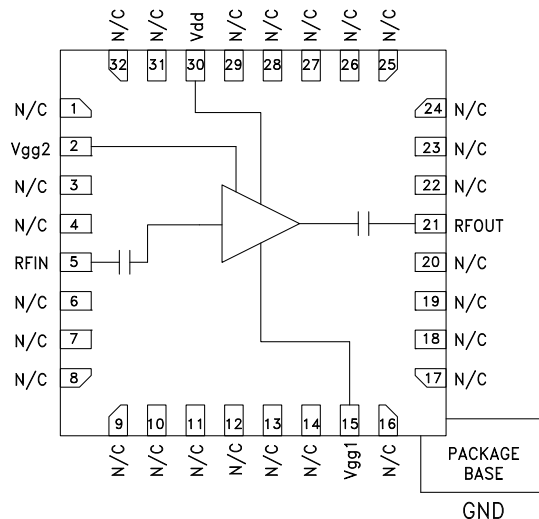 N/C N/C Vdd N/C N/C N/C N/C N/C
32 31 30 29 28 27 26 25
N/C 1
Vgg2 2
N/C 3
N/C 4
RFIN 5
N/C 6
N/C 7
N/C 8
24 N/C
23 N/C
22 N/C
21 RFOUT
20 N/C
19 N/C
18 N/C
17 N/C
9 10 11 12 13 14 15 16
N/C N/C N/C N/C N/C N/C Vgg1 N/C
PACKAGE
BASE
GND